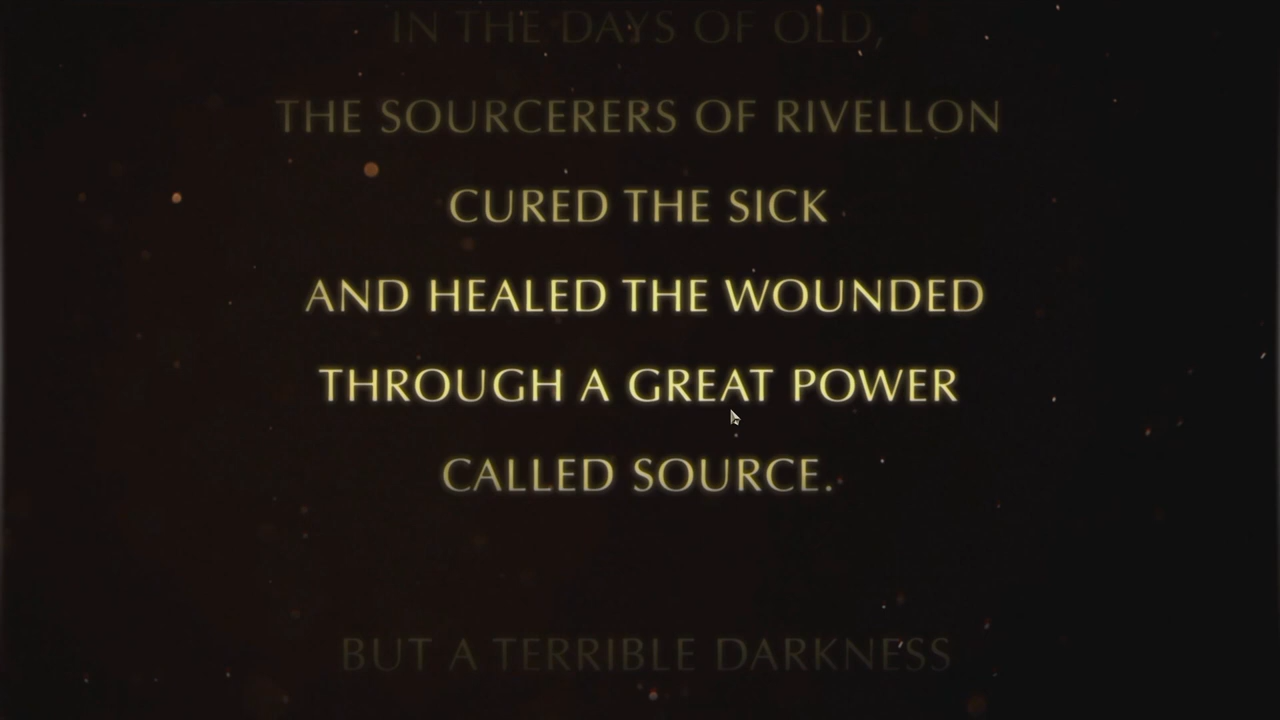 IN THE DAYS OF OLD,
THE SOURCERERS OF RIVELLON
CURED THE SICK
AND HEALED THE WOUNDED
THROUGH A GREAT POWER
CALLED SOURCE.
BUT A TERRIBLE DARKNESS